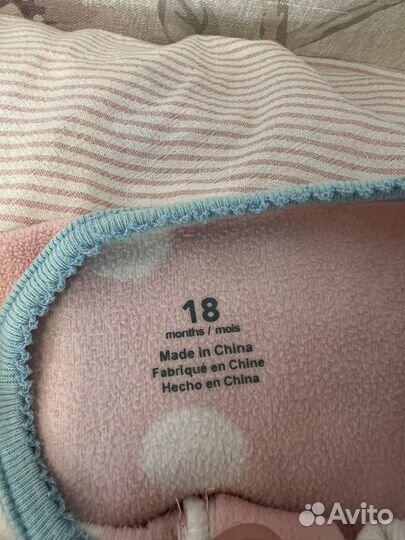 18
months / mois
Made in China
Fabriqué en Chine
Hecho en China
Avito